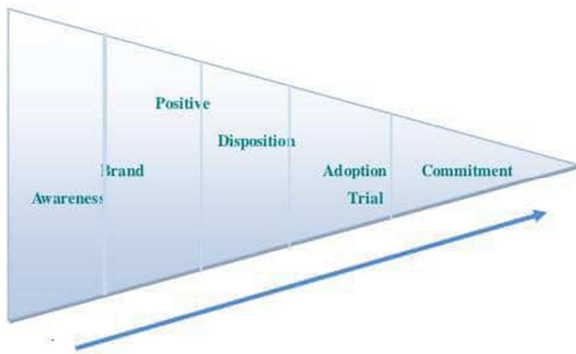 Positive
Disposition
Brand
Awareness
Adoption
Trial
Commitment